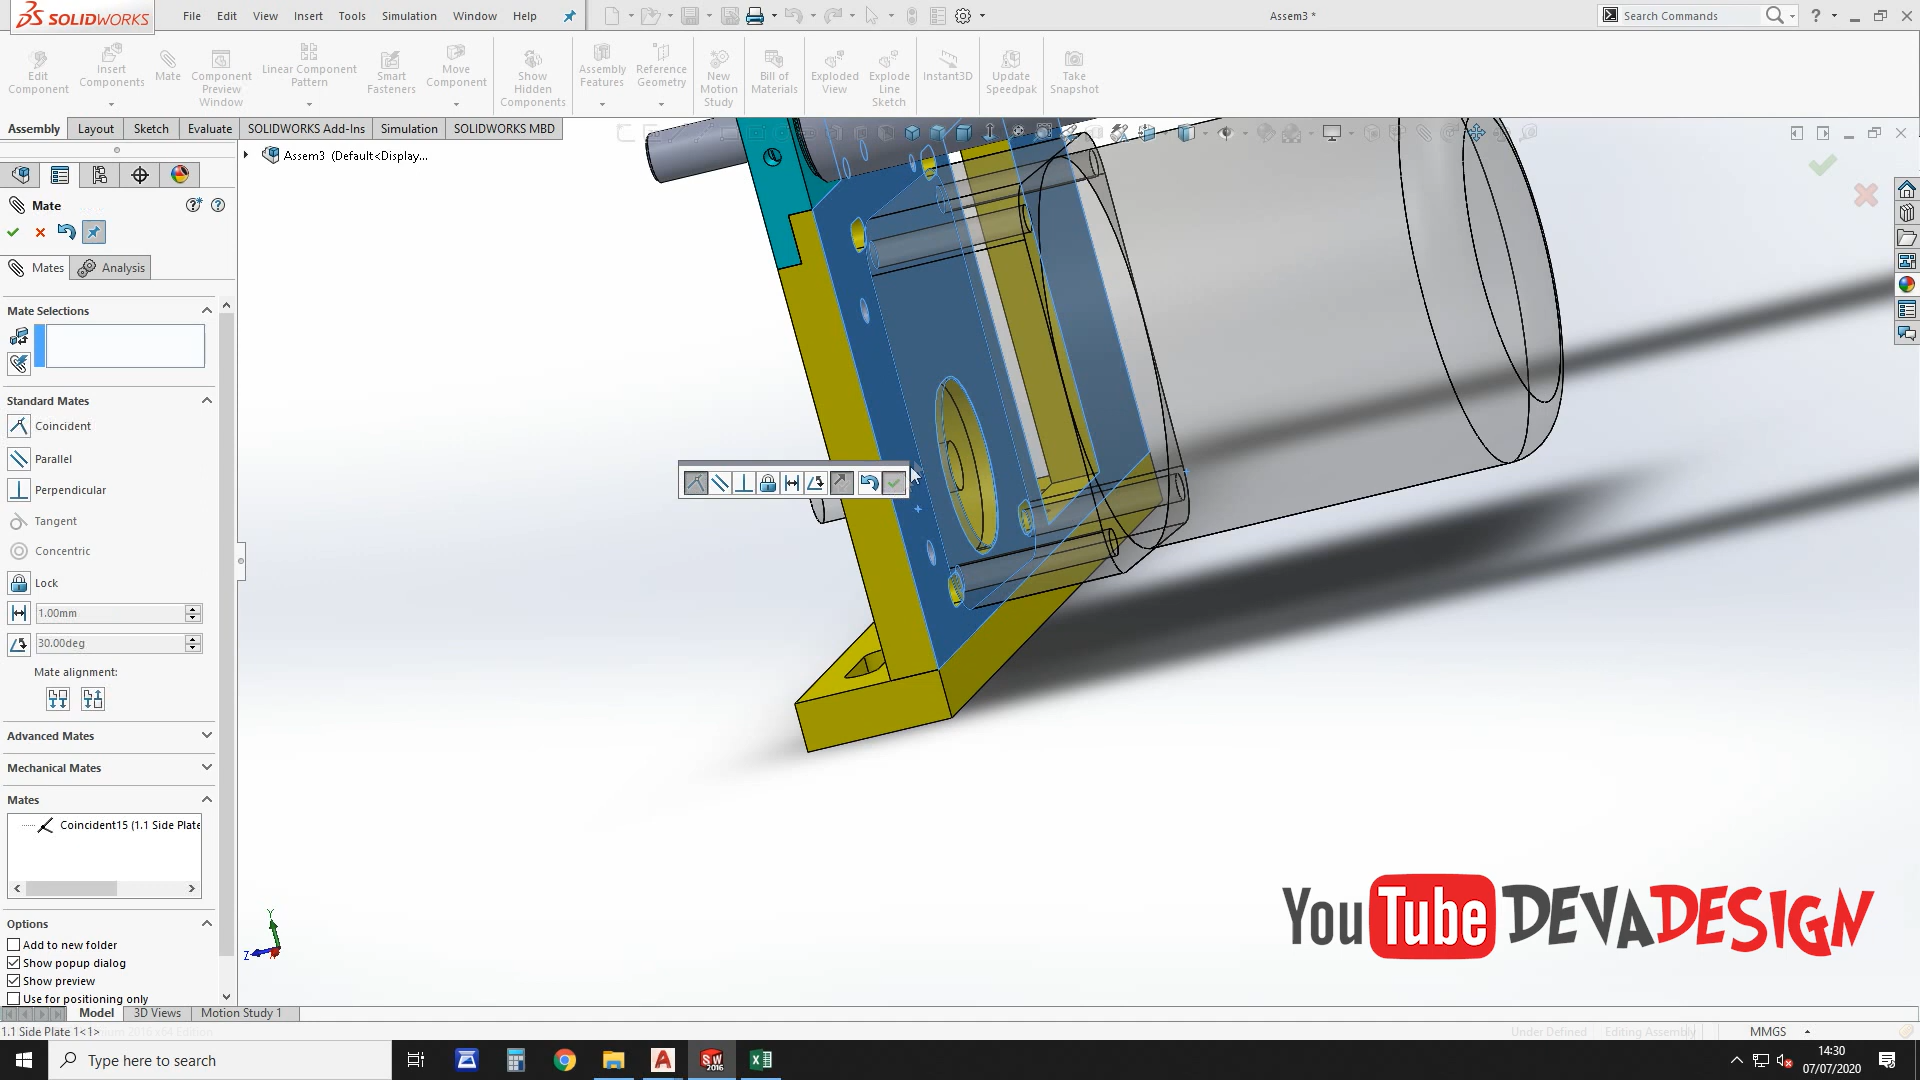 SOLIDWORKS File Edit View Insert Tools Simulation Window Help Assem3 * Search Commands
Edit Component
Insert Components
Mate
Component Preview Window
Linear Component Pattern
Smart Fasteners
Move Component
Show Hidden Components
Assembly Features
Reference Geometry
New Motion Study
Bill of Materials
Exploded View
Explode Line Sketch
Instant3D
Update Speedpak
Take Snapshot
Assembly Layout Sketch Evaluate SOLIDWORKS Add-Ins Simulation SOLIDWORKS MBD
Assem3 (Default<Display...
Mate
Mates Analysis
Mate Selections
Standard Mates
Coincident
Parallel
Perpendicular
Tangent
Concentric
Lock
1.00mm
30.00deg
Mate alignment:
Advanced Mates
Mechanical Mates
Mates
Coincident15 (1.1 Side Plate
Options
Add to new folder
Show popup dialog
Show preview
Use for positioning only
YouTube DEVADESIGN
Z
Y
Model 3D Views Motion Study 1
1.1 Side Plate 1<1> Under Defined Editing Assembly MMGS
Type here to search
SW 2016
14:30
07/07/2020